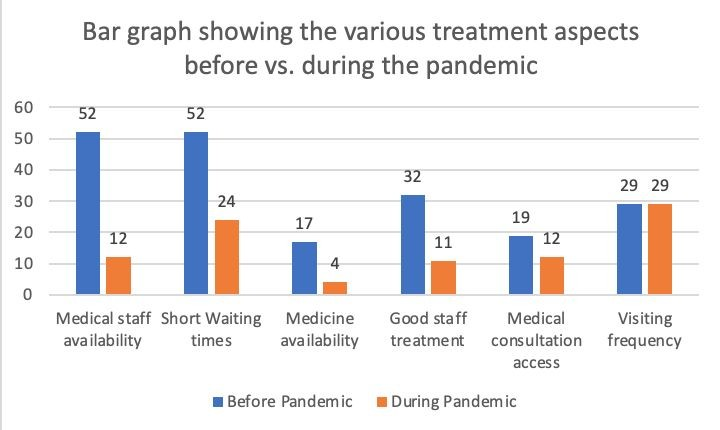 Bar graph showing the various treatment aspects
before vs. during the pandemic
60
50
40
30
20
10
0
52
12
52
24
17
4
32
11
19
12
29
29
Medical staff
availability
Short Waiting
times
Medicine
availability
Good staff
treatment
Medical
consultation
access
Visiting
frequency
Before Pandemic
During Pandemic